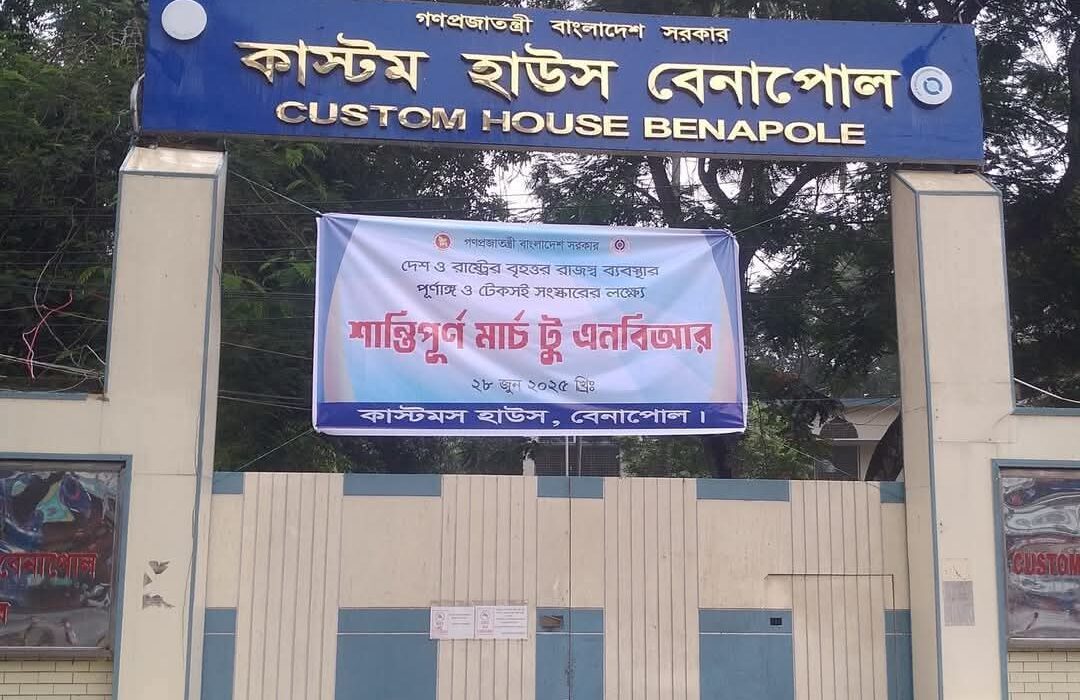 গণপ্রজাতন্ত্রী বাংলাদেশ সরকার
কাস্টম হাউস বেনাপোল
CUSTOM HOUSE BENAPOLE
গণপ্রজাতন্ত্রী বাংলাদেশ সরকার
দেশ ও রাষ্ট্রের বৃহত্তর রাজস্ব ব্যবস্থার
পূর্ণাঙ্গ ও টেকসই সংস্কারের লক্ষ্যে
শান্তিপূর্ণ মার্চ টু এনবিআর
২৮ জুন ২০২৫ খ্রিঃ
কাস্টমস হাউস, বেনাপোল।
বেনাপোল
CUSTOM